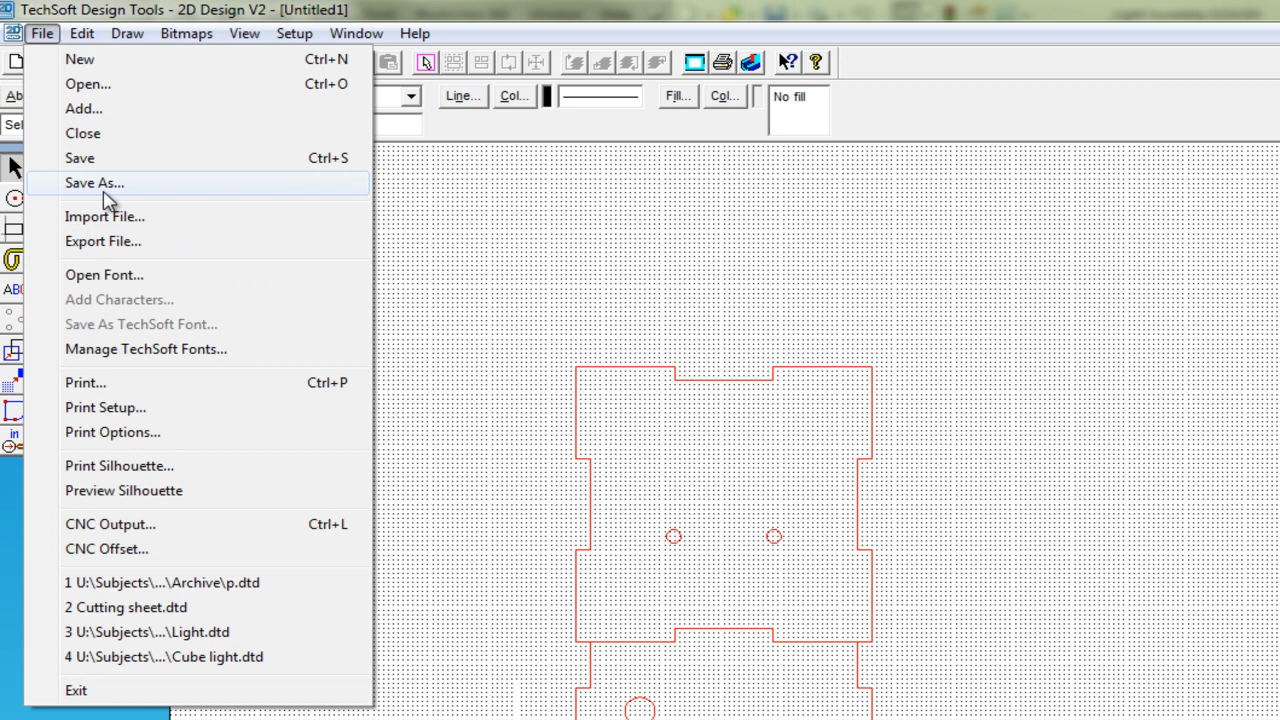 TechSoft Design Tools - 2D Design V2 - [Untitled1]
2D File Edit Draw Bitmaps View Setup Window Help
New Ctrl+N
Open... Ctrl+O
Add...
Close
Save Ctrl+S
Save As...
Import File...
Export File...
Open Font...
Add Characters...
Save As TechSoft Font...
Manage TechSoft Fonts...
Print... Ctrl+P
Print Setup...
Print Options...
Print Silhouette...
Preview Silhouette
CNC Output... Ctrl+L
CNC Offset...
1 U:\Subjects\...\Archive\p.dtd
2 Cutting sheet.dtd
3 U:\Subjects\...\Light.dtd
4 U:\Subjects\...\Cube light.dtd
Exit
Line... Col... Fill... Col... No fill